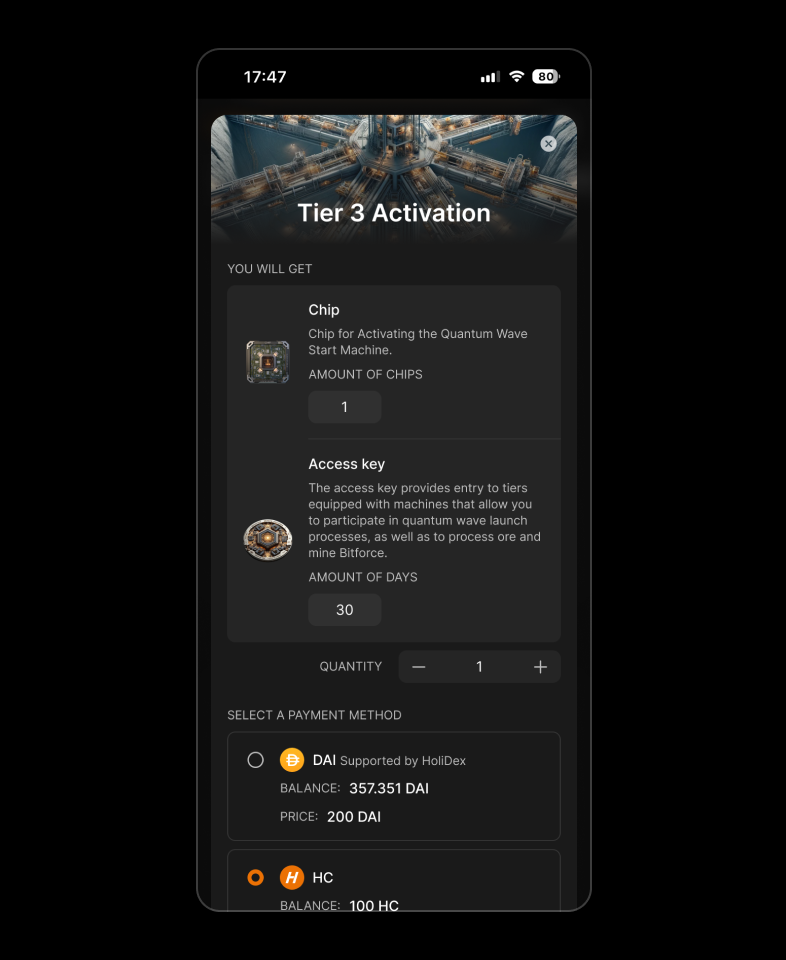 17:47
80
Tier 3 Activation
YOU WILL GET
Chip
Chip for Activating the Quantum Wave
Start Machine.
AMOUNT OF CHIPS
1
Access key
The access key provides entry to tiers
equipped with machines that allow you
to participate in quantum wave launch
processes, as well as to process ore and
mine Bitforce.
AMOUNT OF DAYS
30
QUANTITY − 1 +
SELECT A PAYMENT METHOD
DAI Supported by HoliDex
BALANCE: 357.351 DAI
PRICE: 200 DAI
H HC
BALANCE: 100 HC